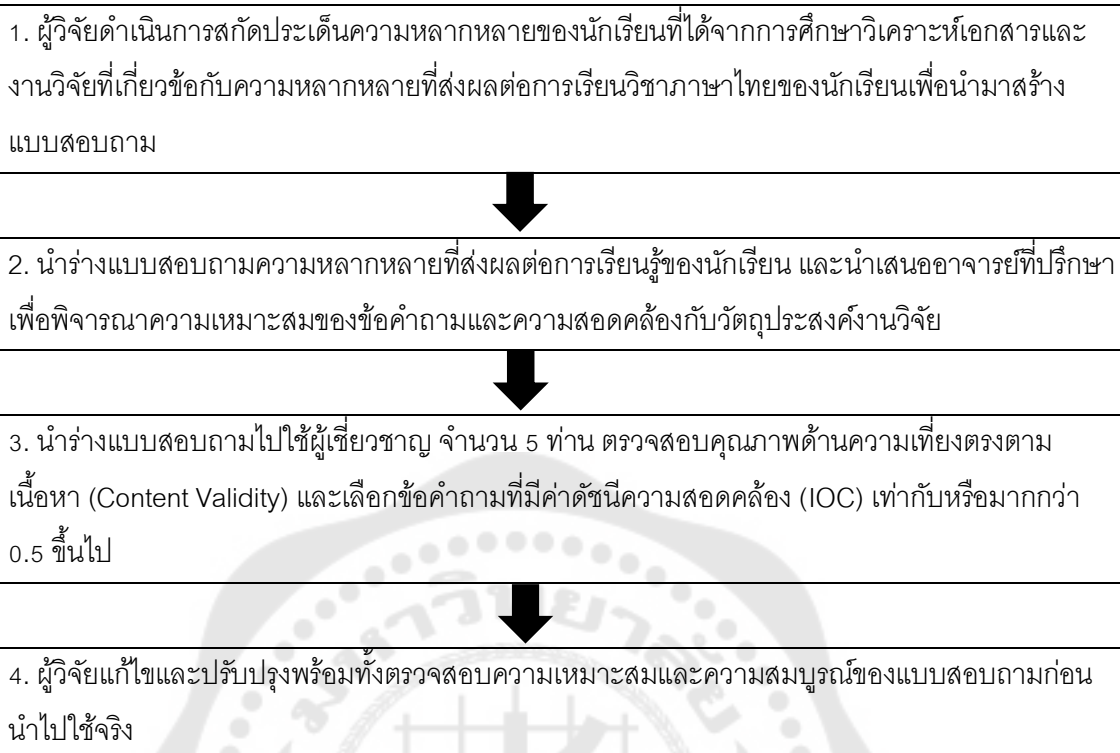 1. ผู้วิจัยดำเนินการสกัดประเด็นความหลากหลายของนักเรียนที่ได้จากการศึกษาวิเคราะห์เอกสารและ
งานวิจัยที่เกี่ยวข้องกับความหลากหลายที่ส่งผลต่อการเรียนวิชาภาษาไทยของนักเรียนเพื่อนำมาสร้าง
แบบสอบถาม
2. นำร่างแบบสอบถามความหลากหลายที่ส่งผลต่อการเรียนรู้ของนักเรียน และนำเสนออาจารย์ที่ปรึกษา
เพื่อพิจารณาความเหมาะสมของข้อคำถามและความสอดคล้องกับวัตถุประสงค์งานวิจัย
3. นำร่างแบบสอบถามไปใช้ผู้เชี่ยวชาญ จำนวน 5 ท่าน ตรวจสอบคุณภาพด้านความเที่ยงตรงตาม
เนื้อหา (Content Validity) และเลือกข้อคำถามที่มีค่าดัชนีความสอดคล้อง (IOC) เท่ากับหรือมากกว่า
0.5 ขึ้นไป
4. ผู้วิจัยแก้ไขและปรับปรุงพร้อมทั้งตรวจสอบความเหมาะสมและความสมบูรณ์ของแบบสอบถามก่อน
นำไปใช้จริง